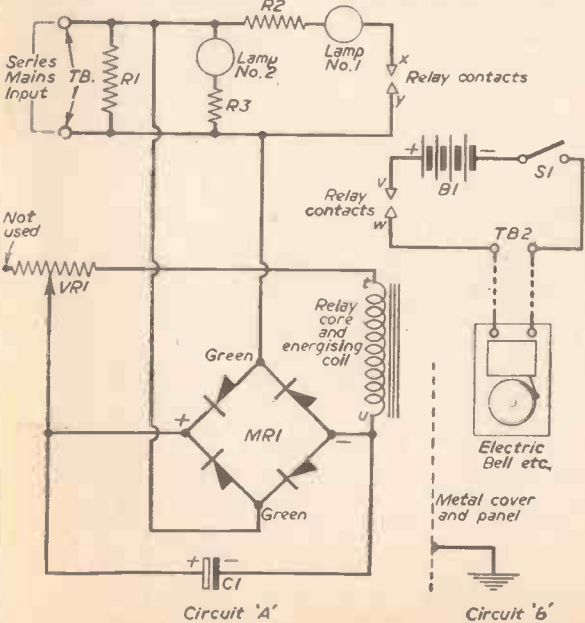 R2
Lamp
No.1
Lamp
No.2
Series
Mains
Input
TB.
1
R1
R3
x
y
Relay contacts
+
-
B1
S1
v
w
Relay
contacts
TB2
Not
used
VR1
t
Relay
core
and
energising
coil
u
Green
+
MR1
-
Green
Electric
Bell etc.,
Metal cover
and panel
+
-
C1
Circuit 'A'
Circuit 'б'